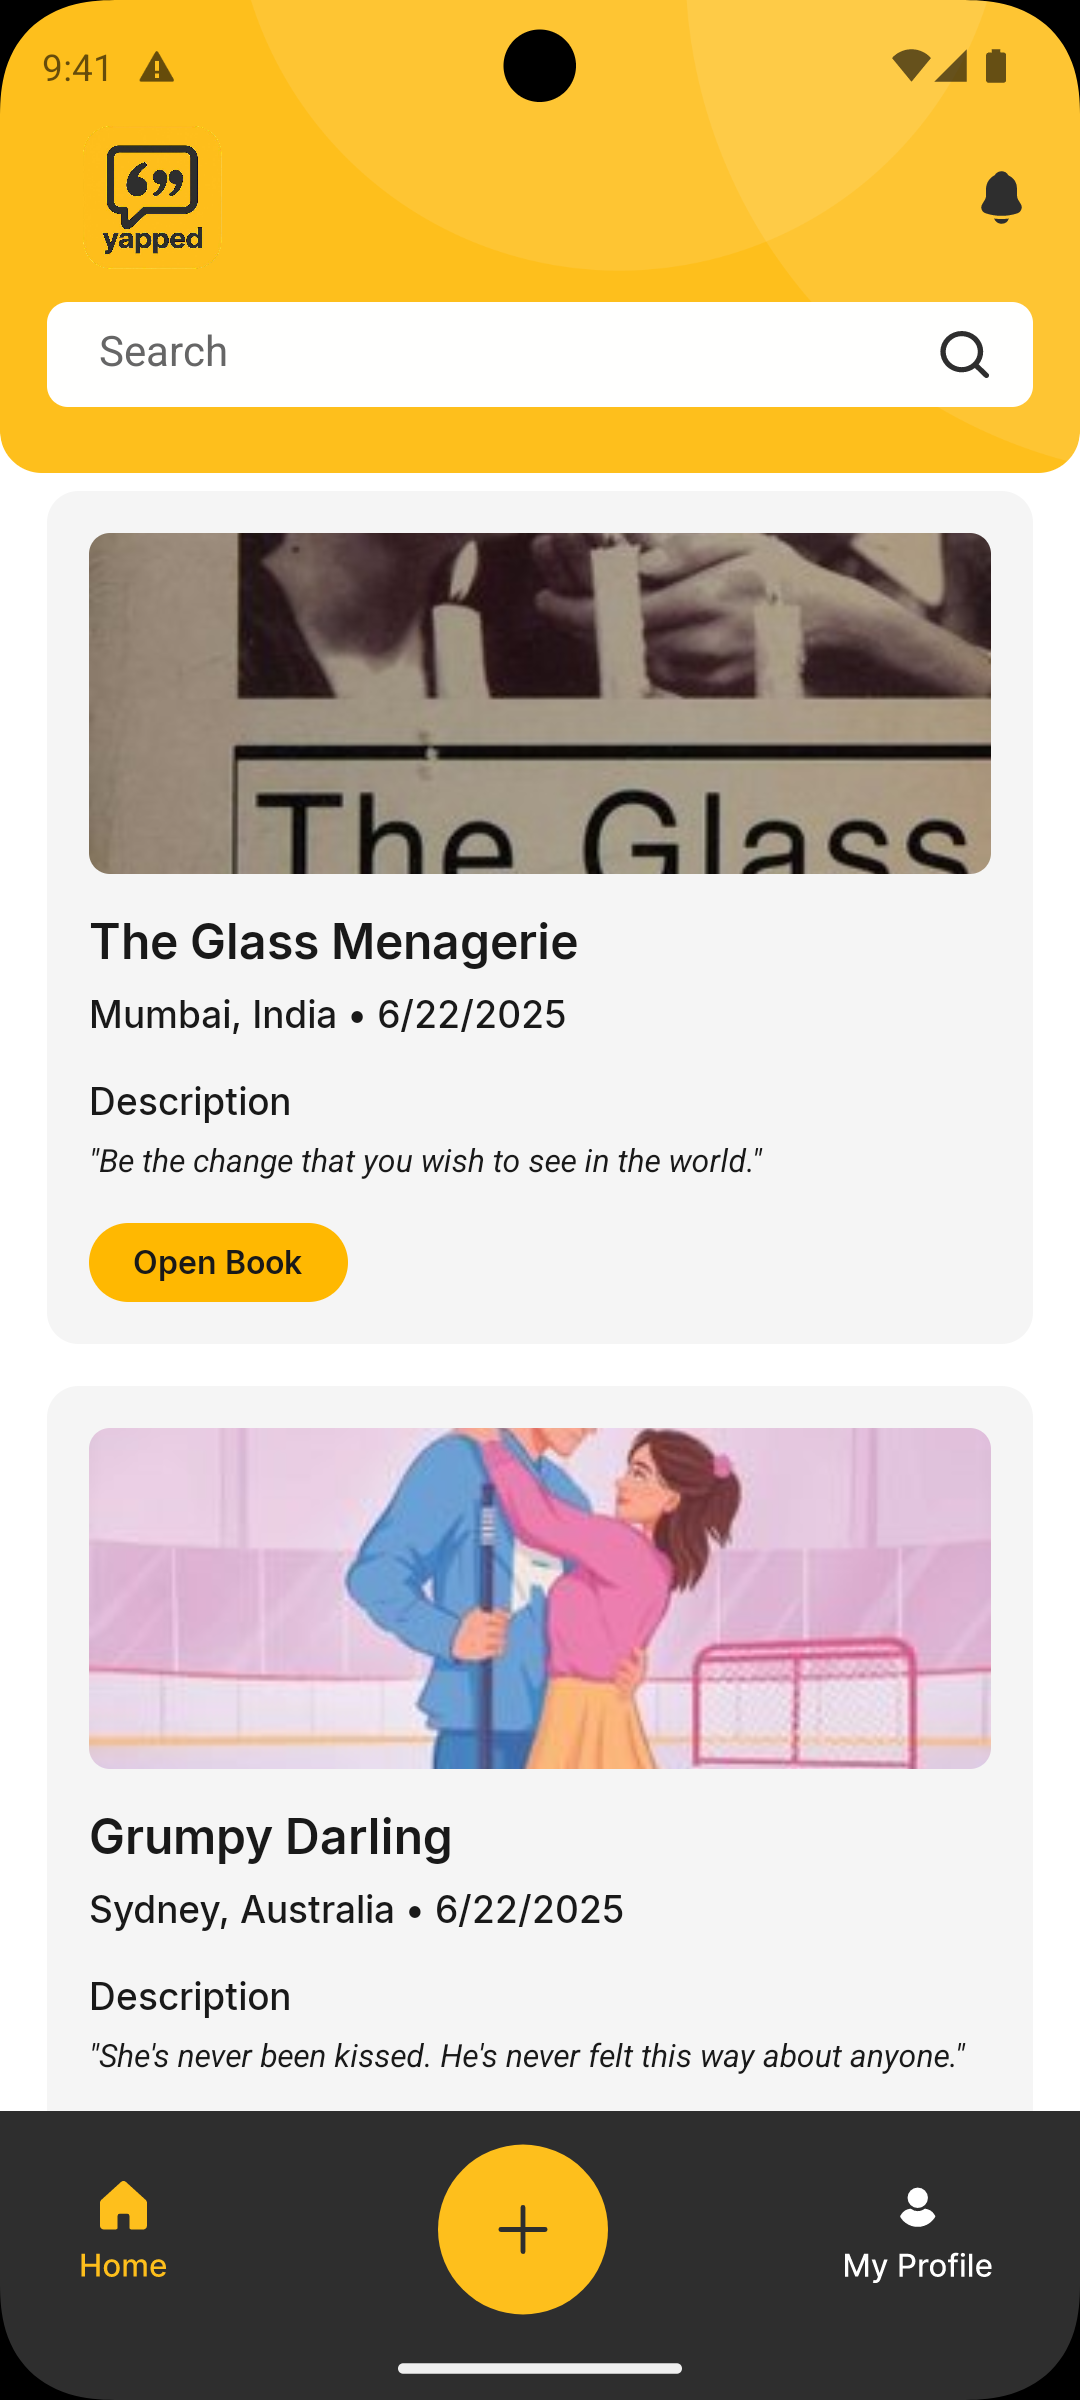 9:41
yapped
Search
The Glass
The Glass Menagerie
Mumbai, India • 6/22/2025
Description
"Be the change that you wish to see in the world."
Open Book
Grumpy Darling
Sydney, Australia • 6/22/2025
Description
"She's never been kissed. He's never felt this way about anyone."
Home
My Profile